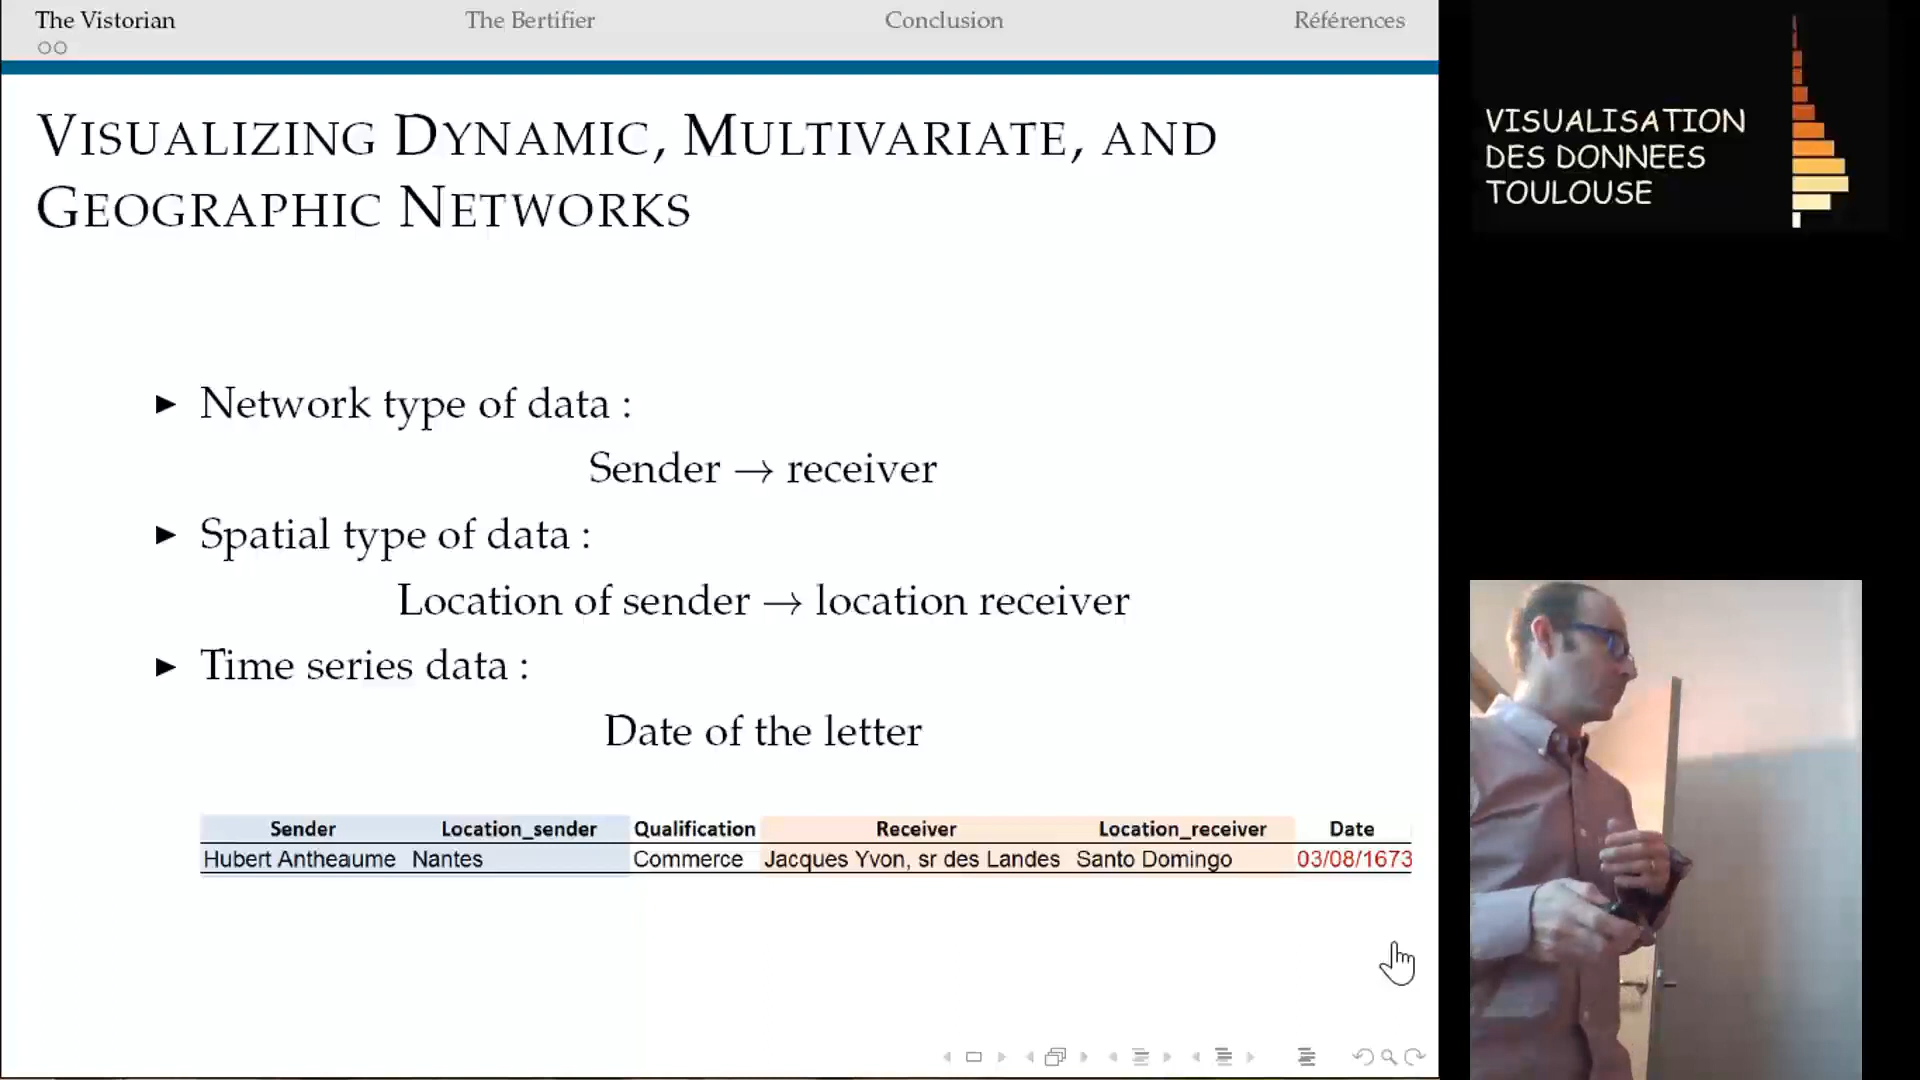 The Vistorian The Bertifier Conclusion Références
VISUALIZING DYNAMIC, MULTIVARIATE, AND
GEOGRAPHIC NETWORKS
► Network type of data :
Sender → receiver
► Spatial type of data :
Location of sender → location receiver
► Time series data :
Date of the letter
Sender Location_sender Qualification Receiver Location_receiver Date
Hubert Antheaume Nantes Commerce Jacques Yvon, sr des Landes Santo Domingo 03/08/1673
VISUALISATION
DES DONNEES
TOULOUSE